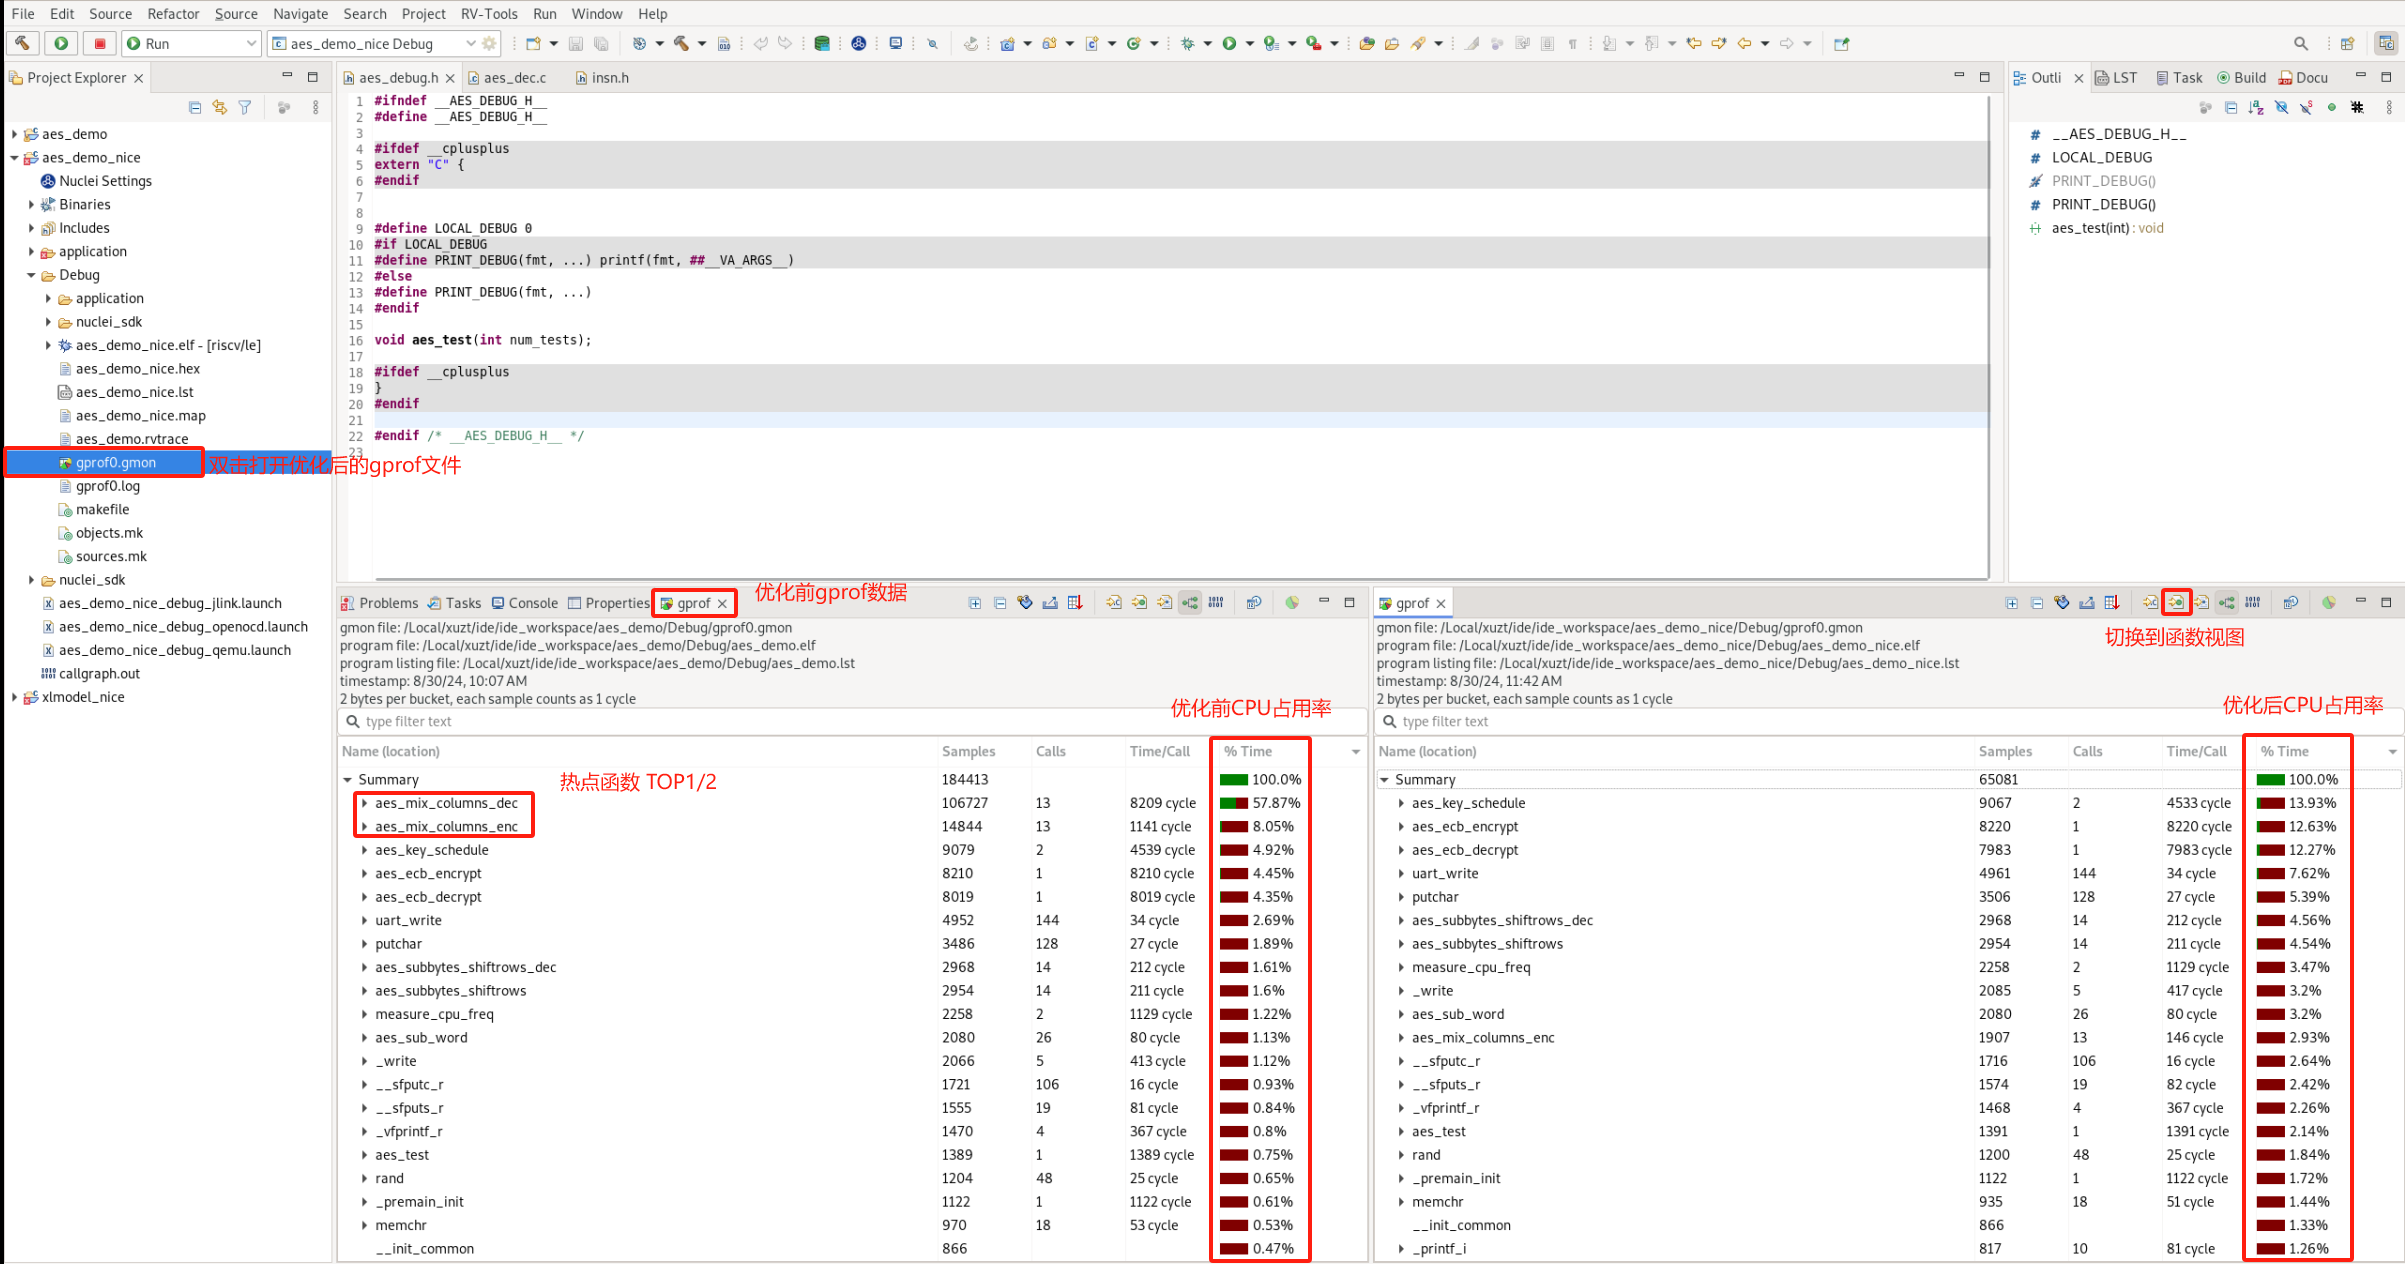 File Edit Source Refactor Source Navigate Search Project RV-Tools Run Window Help
Run aes_demo_nice Debug
Project Explorer
aes_demo
aes_demo_nice
Nuclei Settings
Binaries
Includes
application
Debug
application
nuclei_sdk
aes_demo_nice.elf - [riscv/le]
aes_demo_nice.hex
aes_demo_nice.lst
aes_demo_nice.map
aes_demo.rvtrace
gprof0.gmon
双击打开优化后的gprof文件
gprof0.log
makefile
objects.mk
sources.mk
nuclei_sdk
aes_demo_nice_debug_jlink.launch
aes_demo_nice_debug_openocd.launch
aes_demo_nice_debug_qemu.launch
callgraph.out
xlmodel_nice
aes_debug.h aes_dec.c insn.h
1 #ifndef __AES_DEBUG_H__
2 #define __AES_DEBUG_H__
3
4 #ifdef __cplusplus
5 extern "C" {
6 #endif
7
8
9 #define LOCAL_DEBUG 0
10 #if LOCAL_DEBUG
11 #define PRINT_DEBUG(fmt, ...) printf(fmt, ##__VA_ARGS__)
12 #else
13 #define PRINT_DEBUG(fmt, ...)
14 #endif
15
16 void aes_test(int num_tests);
17
18 #ifdef __cplusplus
19 }
20 #endif
21
22 #endif /* __AES_DEBUG_H__ */
23
Outli LST Task Build Docu
__AES_DEBUG_H__
LOCAL_DEBUG
PRINT_DEBUG()
PRINT_DEBUG()
aes_test(int) : void
Problems Tasks Console Properties gprof
优化前gprof数据
gmon file: /Local/xuzt/ide/ide_workspace/aes_demo/Debug/gprof0.gmon
program file: /Local/xuzt/ide/ide_workspace/aes_demo/Debug/aes_demo.elf
program listing file: /Local/xuzt/ide/ide_workspace/aes_demo/Debug/aes_demo.lst
timestamp: 8/30/24, 10:07 AM
2 bytes per bucket, each sample counts as 1 cycle
优化前CPU占用率
type filter text
Name (location) Samples Calls Time/Call % Time
热点函数 TOP1/2
Summary 184413 100.0%
aes_mix_columns_dec 106727 13 8209 cycle 57.87%
aes_mix_columns_enc 14844 13 1141 cycle 8.05%
aes_key_schedule 9079 2 4539 cycle 4.92%
aes_ecb_encrypt 8210 1 8210 cycle 4.45%
aes_ecb_decrypt 8019 1 8019 cycle 4.35%
uart_write 4952 144 34 cycle 2.69%
putchar 3486 128 27 cycle 1.89%
aes_subbytes_shiftrows_dec 2968 14 212 cycle 1.61%
aes_subbytes_shiftrows 2954 14 211 cycle 1.6%
measure_cpu_freq 2258 2 1129 cycle 1.22%
aes_sub_word 2080 26 80 cycle 1.13%
_write 2066 5 413 cycle 1.12%
__sfputc_r 1721 106 16 cycle 0.93%
__sfputs_r 1555 19 81 cycle 0.84%
_vfprintf_r 1470 4 367 cycle 0.8%
aes_test 1389 1 1389 cycle 0.75%
rand 1204 48 25 cycle 0.65%
_premain_init 1122 1 1122 cycle 0.61%
memchr 970 18 53 cycle 0.53%
__init_common 866 0.47%
gprof
切换到函数视图
gmon file: /Local/xuzt/ide/ide_workspace/aes_demo_nice/Debug/gprof0.gmon
program file: /Local/xuzt/ide/ide_workspace/aes_demo_nice/Debug/aes_demo_nice.elf
program listing file: /Local/xuzt/ide/ide_workspace/aes_demo_nice/Debug/aes_demo_nice.lst
timestamp: 8/30/24, 11:42 AM
2 bytes per bucket, each sample counts as 1 cycle
优化后CPU占用率
type filter text
Name (location) Samples Calls Time/Call % Time
Summary 65081 100.0%
aes_key_schedule 9067 2 4533 cycle 13.93%
aes_ecb_encrypt 8220 1 8220 cycle 12.63%
aes_ecb_decrypt 7983 1 7983 cycle 12.27%
uart_write 4961 144 34 cycle 7.62%
putchar 3506 128 27 cycle 5.39%
aes_subbytes_shiftrows_dec 2968 14 212 cycle 4.56%
aes_subbytes_shiftrows 2954 14 211 cycle 4.54%
measure_cpu_freq 2258 2 1129 cycle 3.47%
_write 2085 5 417 cycle 3.2%
aes_sub_word 2080 26 80 cycle 3.2%
aes_mix_columns_enc 1907 13 146 cycle 2.93%
__sfputc_r 1716 106 16 cycle 2.64%
__sfputs_r 1574 19 82 cycle 2.42%
_vfprintf_r 1468 4 367 cycle 2.26%
aes_test 1391 1 1391 cycle 2.14%
rand 1200 48 25 cycle 1.84%
_premain_init 1122 1 1122 cycle 1.72%
memchr 935 18 51 cycle 1.44%
__init_common 866 1.33%
_printf_i 817 10 81 cycle 1.26%